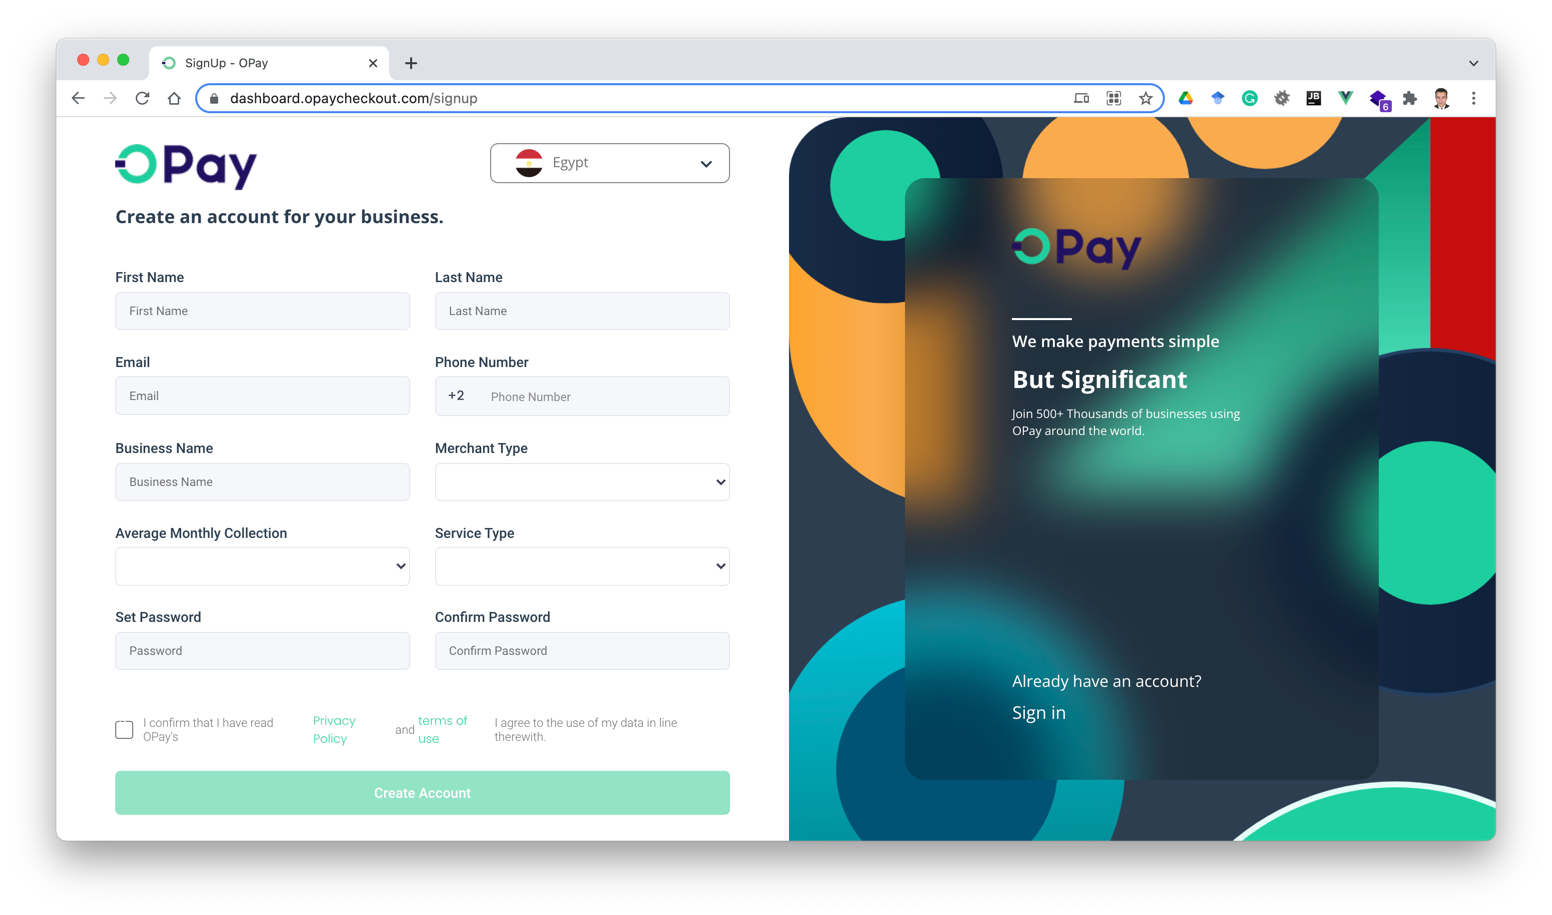 SignUp - OPay
dashboard.opaycheckout.com/signup
JB
6
OPay
Egypt
Create an account for your business.
First Name
Last Name
First Name
Last Name
Email
Phone Number
Email
+2
Phone Number
Business Name
Merchant Type
Business Name
Average Monthly Collection
Service Type
Set Password
Confirm Password
Password
Confirm Password
I confirm that I have read
OPay's
Privacy
Policy
and
terms of
use
I agree to the use of my data in line
therewith.
Create Account
OPay
We make payments simple
But Significant
Join 500+ Thousands of businesses using
OPay around the world.
Already have an account?
Sign in